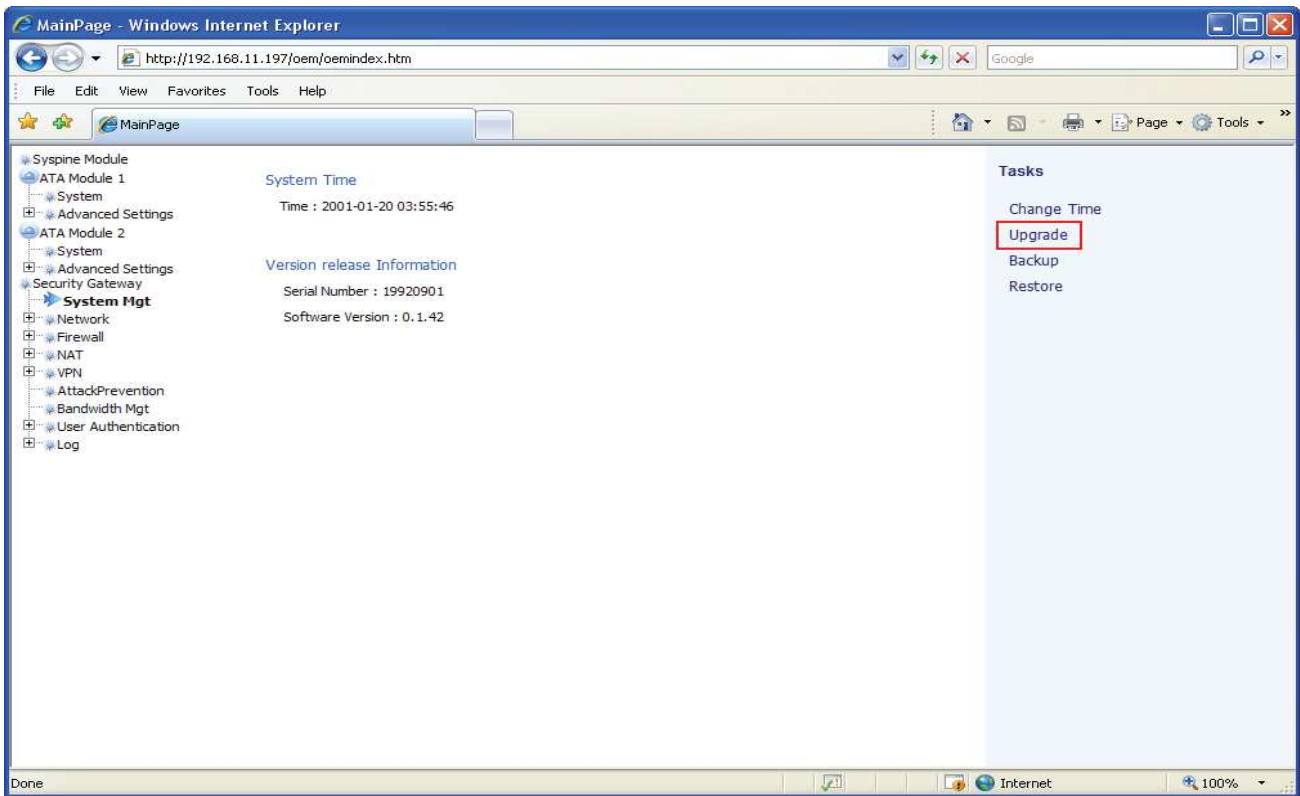 MainPage - Windows Internet Explorer
http://192.168.11.197/oem/oemindex.htm
Google
File Edit View Favorites Tools Help
MainPage
Page Tools »
Syspine Module
ATA Module 1
System
Advanced Settings
ATA Module 2
System
Advanced Settings
Security Gateway
System Mgt
Network
Firewall
NAT
VPN
AttackPrevention
Bandwidth Mgt
User Authentication
Log
System Time
Time : 2001-01-20 03:55:46
Version release Information
Serial Number : 19920901
Software Version : 0.1.42
Tasks
Change Time
Upgrade
Backup
Restore
Done
Internet
100%